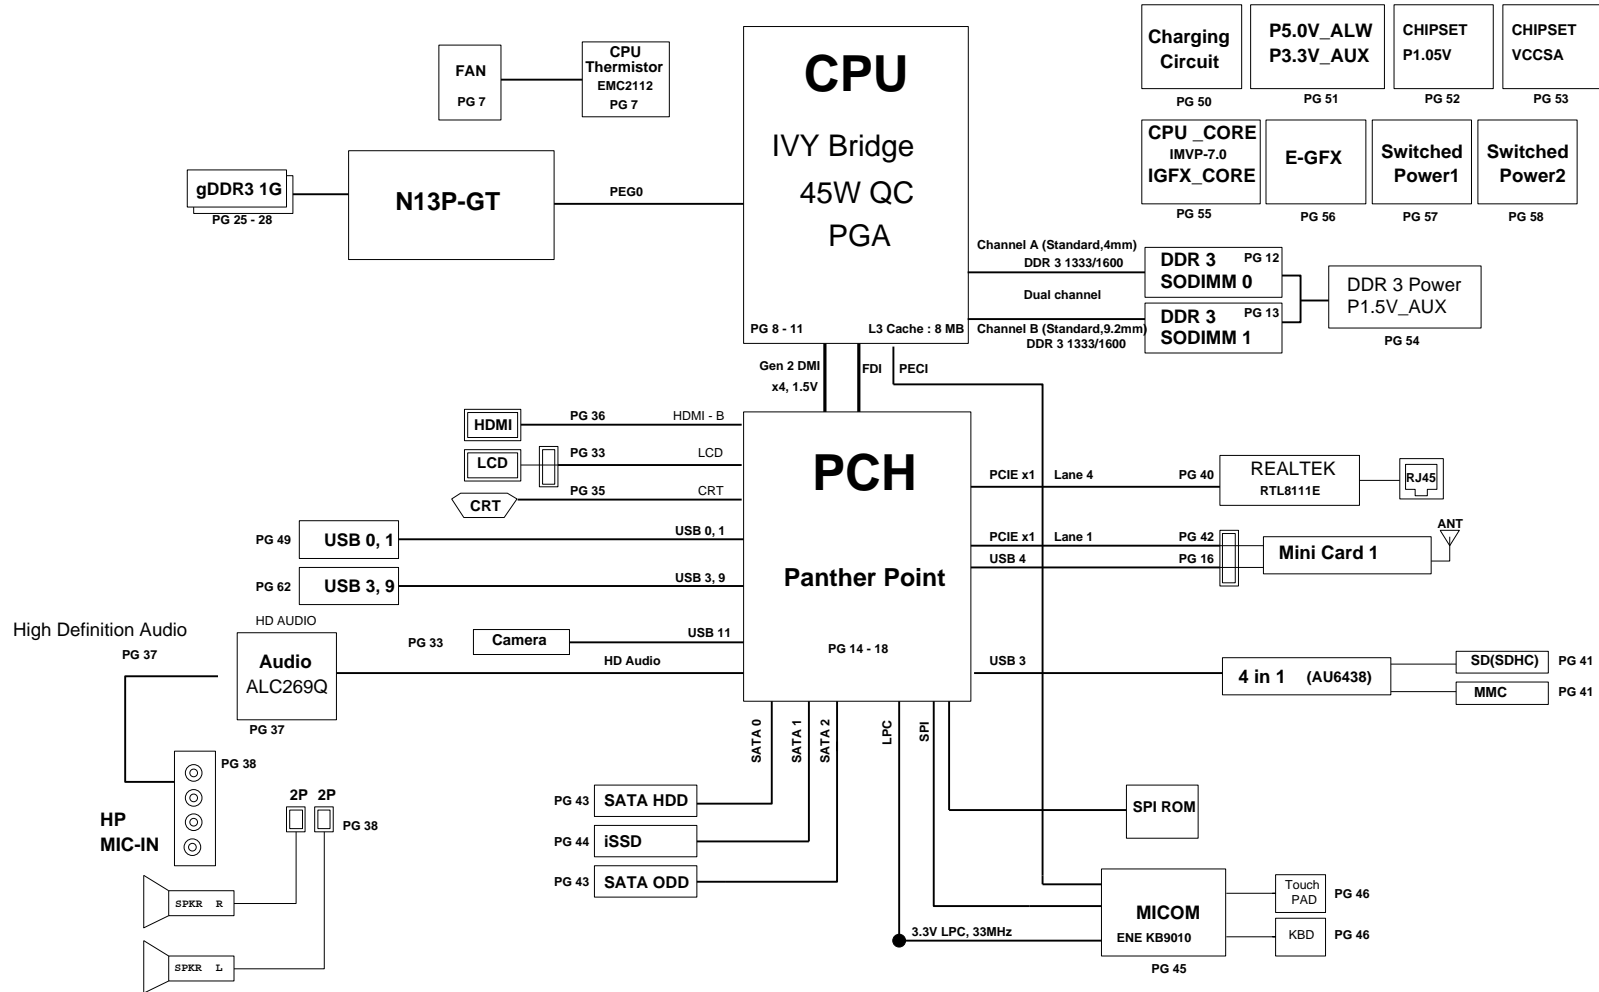 CPU
IVY Bridge
45W QC
PGA
PG 8 - 11
L3 Cache : 8 MB
FAN
PG 7
CPU
Thermistor
EMC2112
PG 7
gDDR3 1G
PG 25 - 28
N13P-GT
PEG0
Charging
Circuit
PG 50
P5.0V_ALW
P3.3V_AUX
PG 51
CHIPSET
P1.05V
PG 52
CHIPSET
VCCSA
PG 53
CPU _CORE
IMVP-7.0
IGFX_CORE
PG 55
E-GFX
PG 56
Switched
Power1
PG 57
Switched
Power2
PG 58
Channel A (Standard,4mm)
DDR 3 1333/1600
Dual channel
Channel B (Standard,9.2mm)
DDR 3 1333/1600
DDR 3
PG 12
SODIMM 0
DDR 3
PG 13
SODIMM 1
DDR 3 Power
P1.5V_AUX
PG 54
Gen 2 DMI
x4, 1.5V
FDI
PECI
HDMI
PG 36
HDMI - B
LCD
PG 33
LCD
CRT
PG 35
CRT
PG 49
USB 0, 1
USB 0, 1
PG 62
USB 3, 9
USB 3, 9
PG 33
Camera
USB 11
HD Audio
PCH
Panther Point
PG 14 - 18
PCIE x1
Lane 4
PG 40
REALTEK
RTL8111E
RJ45
PCIE x1
Lane 1
PG 42
USB 4
PG 16
Mini Card 1
ANT
USB 3
4 in 1
(AU6438)
SD(SDHC)
PG 41
MMC
PG 41
High Definition Audio
PG 37
HD AUDIO
Audio
ALC269Q
PG 37
PG 38
HP
MIC-IN
2P
2P
PG 38
SPKR R
SPKR L
SATA 0
SATA 1
SATA 2
LPC
SPI
PG 43
SATA HDD
PG 44
iSSD
PG 43
SATA ODD
SPI ROM
3.3V LPC, 33MHz
MICOM
ENE KB9010
PG 45
Touch
PAD
PG 46
KBD
PG 46